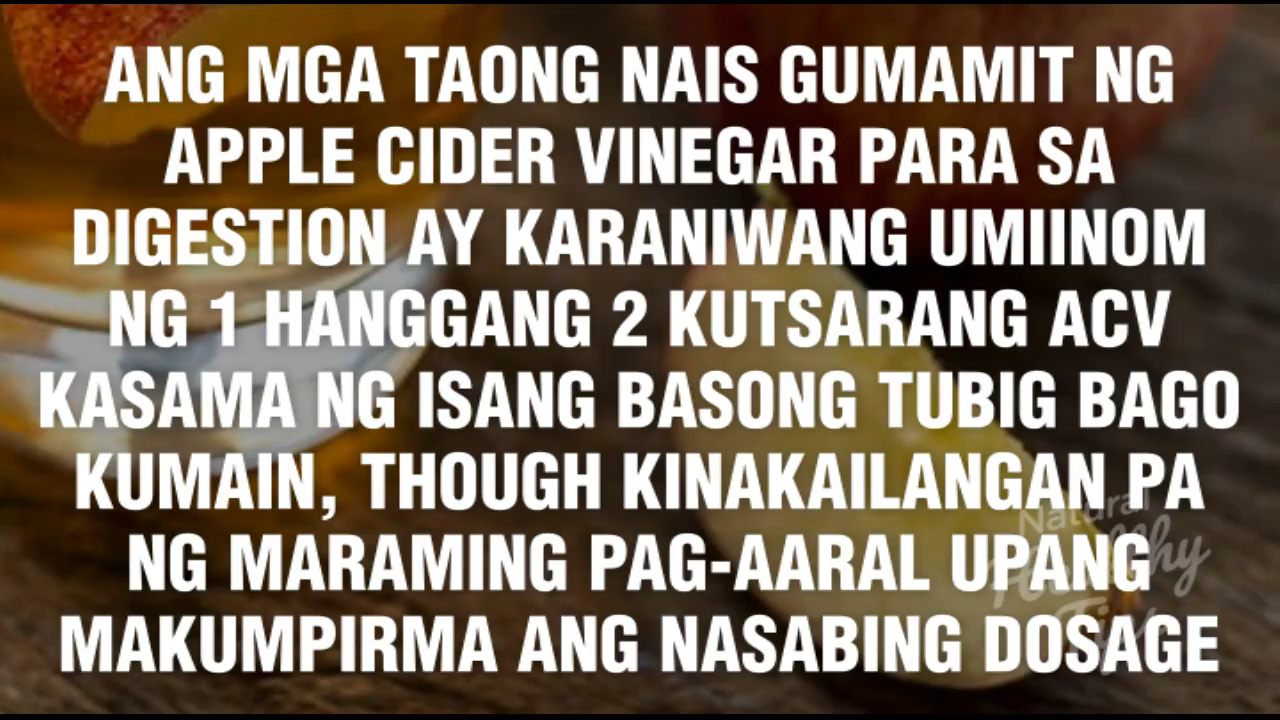 ANG MGA TAONG NAIS GUMAMIT NG
APPLE CIDER VINEGAR PARA SA
DIGESTION AY KARANIWANG UMIINOM
NG 1 HANGGANG 2 KUTSARANG ACV
KASAMA NG ISANG BASONG TUBIG BAGO
KUMAIN, THOUGH KINAKAILANGAN PA
NG MARAMING PAG-AARAL UPANG
MAKUMPIRMA ANG NASABING DOSAGE
Natural
Healthy